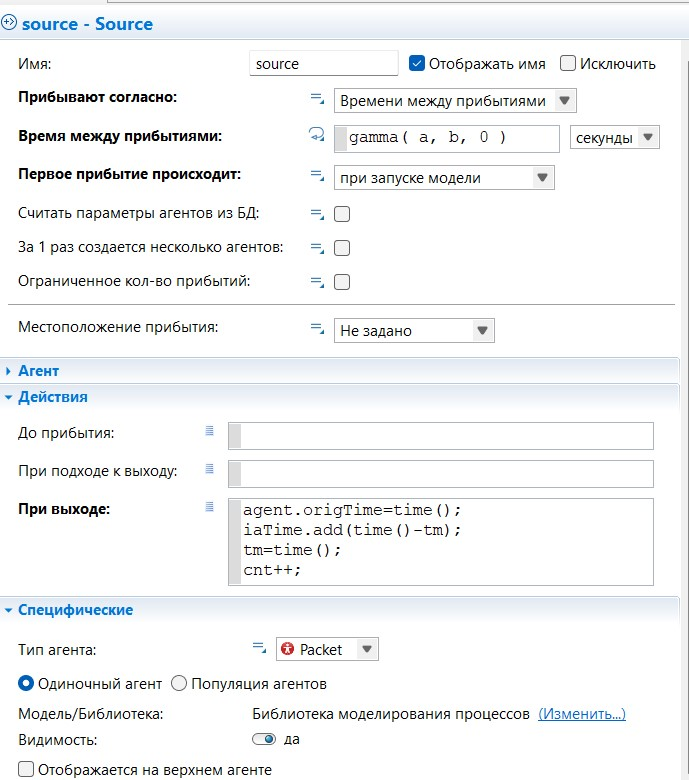 source - Source
Имя: source Отображать имя Исключить
Прибывают согласно: Времени между прибытиями
Время между прибытиями: gamma( a, b, 0 ) секунды
Первое прибытие происходит: при запуске модели
Считать параметры агентов из БД:
За 1 раз создается несколько агентов:
Ограниченное кол-во прибытий:
Местоположение прибытия: Не задано
Агент
Действия
До прибытия:
При подходе к выходу:
При выходе: agent.origTime=time();
iaTime.add(time()-tm);
tm=time();
cnt++;
Специфические
Тип агента: Packet
Одиночный агент Популяция агентов
Модель/Библиотека: Библиотека моделирования процессов (Изменить...)
Видимость: да
Отображается на верхнем агенте